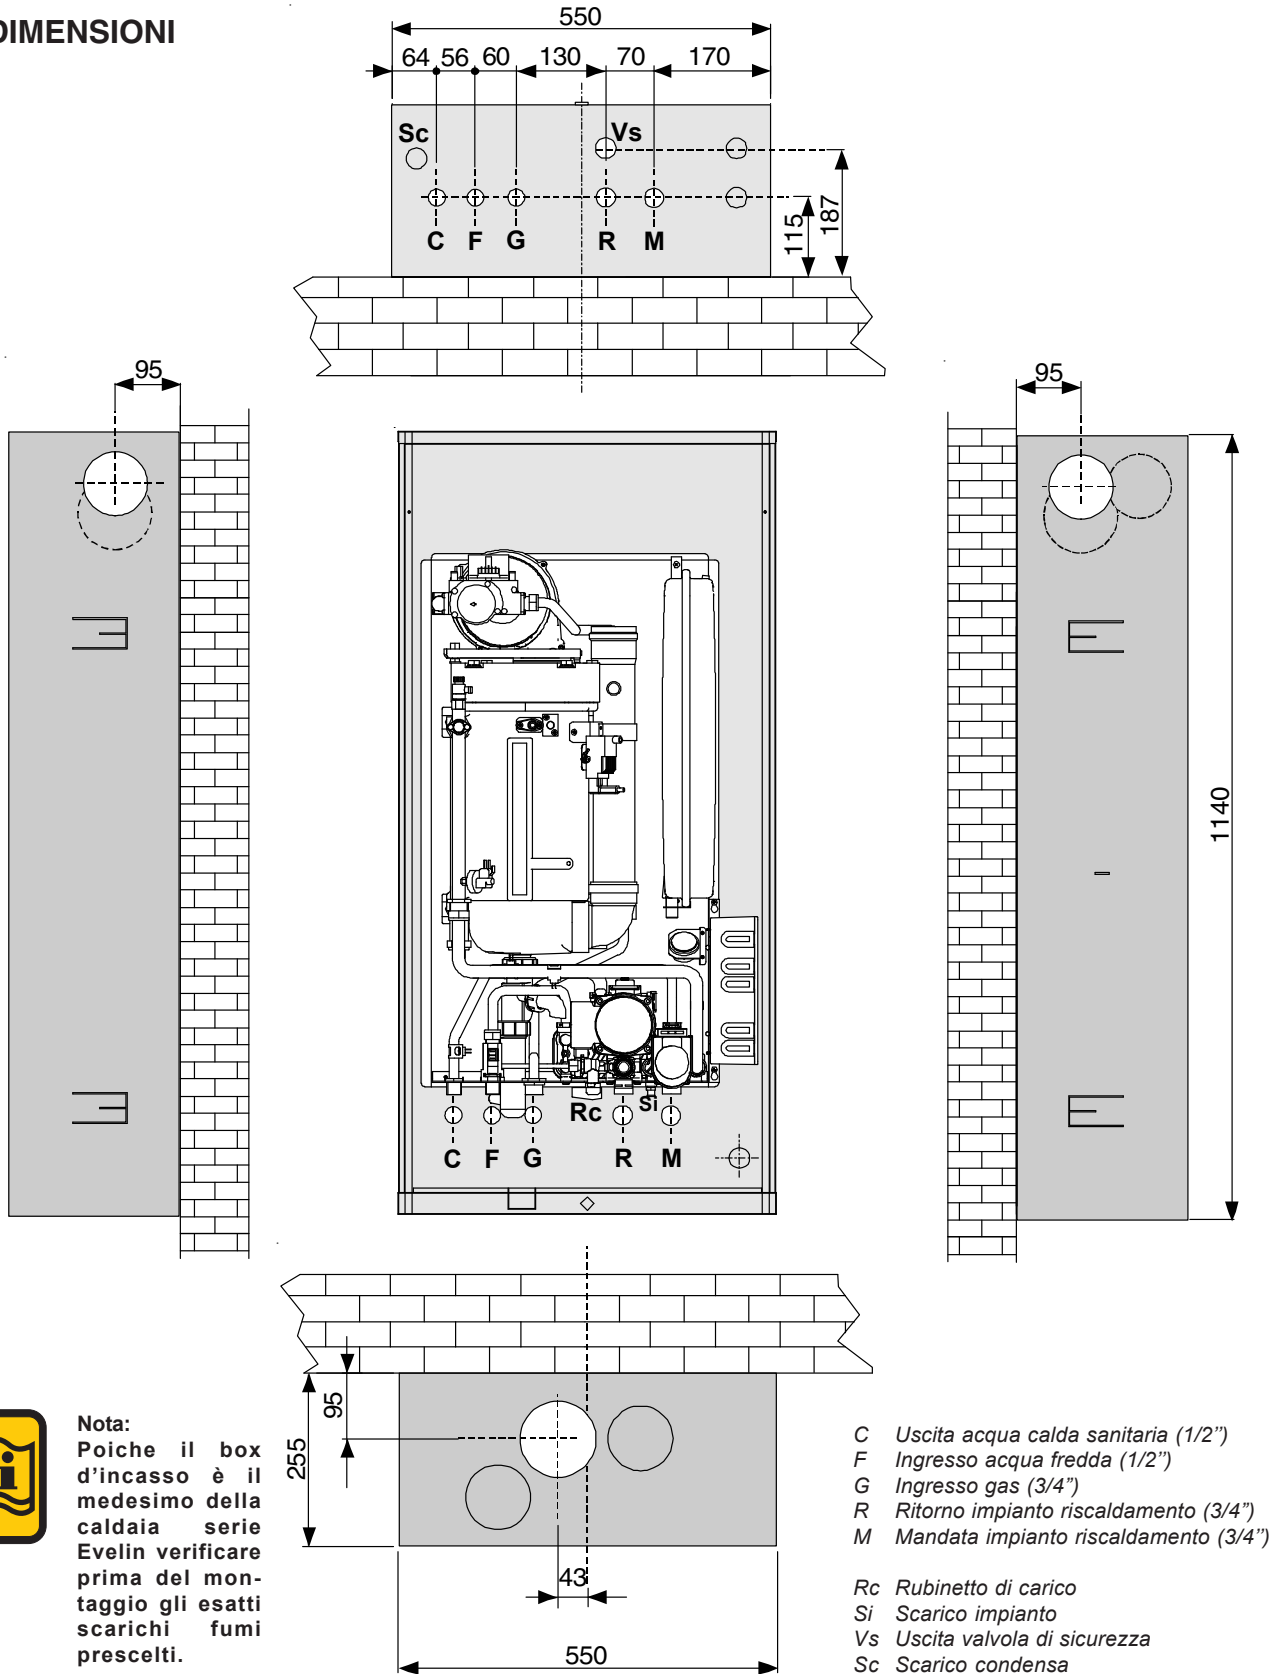 DIMENSIONI
550
64 56 60 130 70 170
Sc Vs
C F G R M
115
187
95
95
1140
Rc Si
C F G R M
95
255
43
550
Nota:
Poiche il box
d'incasso è il
medesimo della
caldaia serie
Evelin verificare
prima del mon-
taggio gli esatti
scarichi fumi
prescelti.
C Uscita acqua calda sanitaria (1/2”)
F Ingresso acqua fredda (1/2”)
G Ingresso gas (3/4”)
R Ritorno impianto riscaldamento (3/4”)
M Mandata impianto riscaldamento (3/4”)
Rc Rubinetto di carico
Si Scarico impianto
Vs Uscita valvola di sicurezza
Sc Scarico condensa